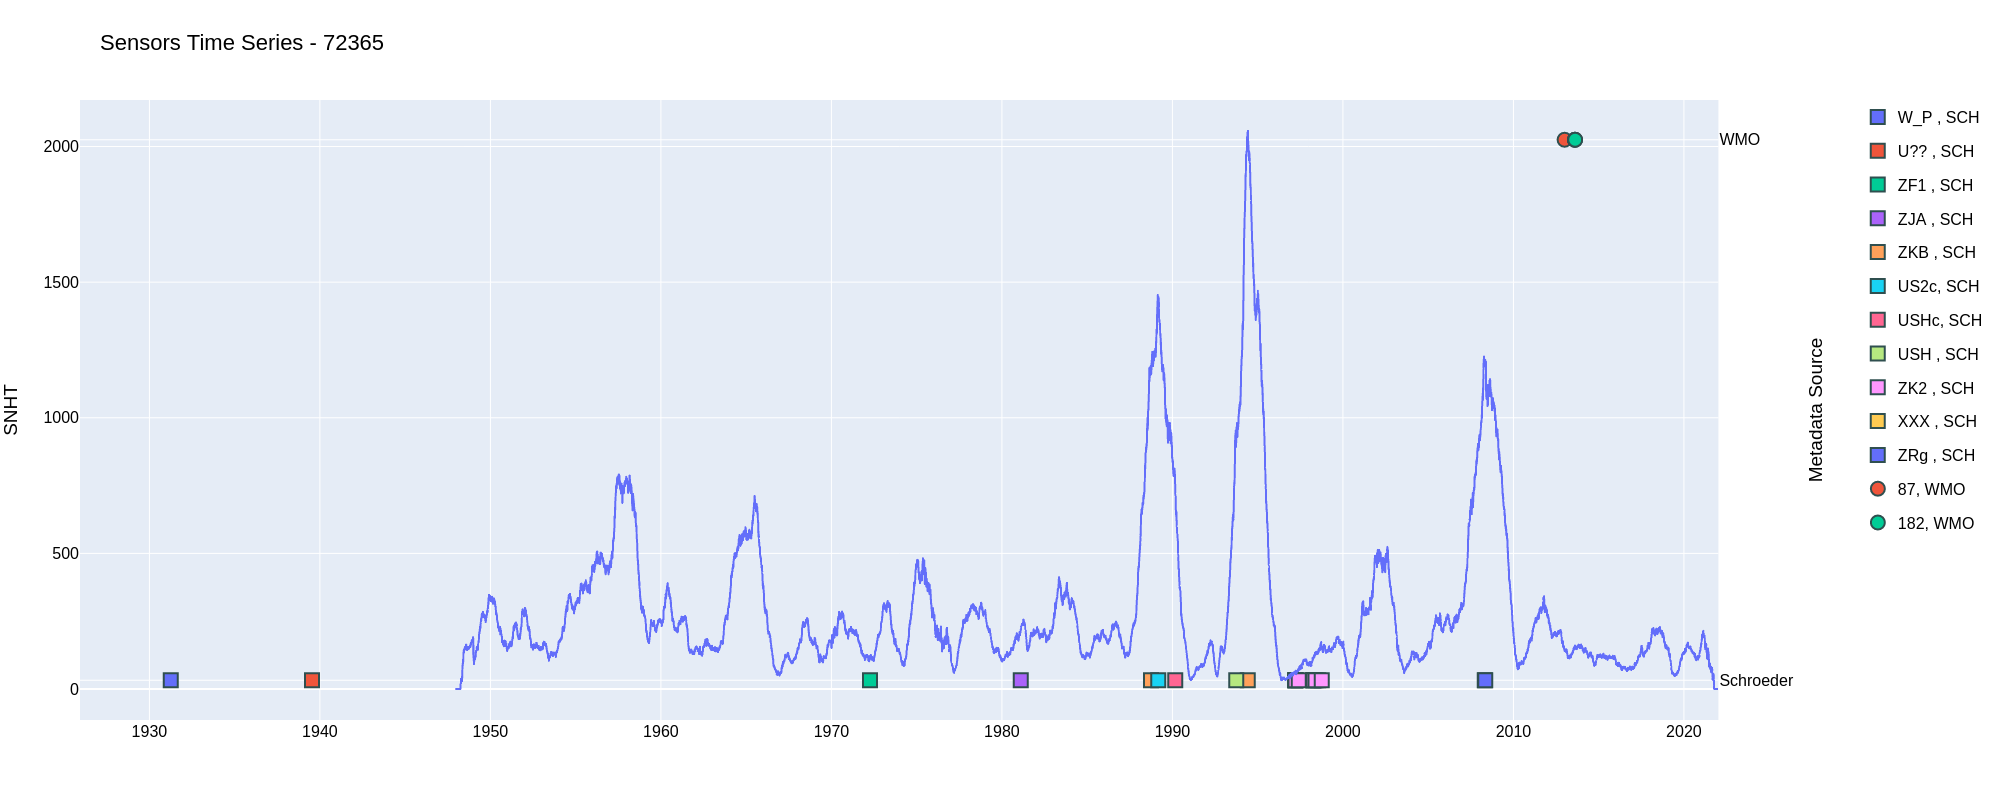 Sensors Time Series - 72365
SNHT
2000
1500
1000
500
0
1930
1940
1950
1960
1970
1980
1990
2000
2010
2020
WMO
Schroeder
Metadata Source
W_P , SCH
U?? , SCH
ZF1 , SCH
ZJA , SCH
ZKB , SCH
US2c, SCH
USHc, SCH
USH , SCH
ZK2 , SCH
XXX , SCH
ZRg , SCH
87, WMO
182, WMO